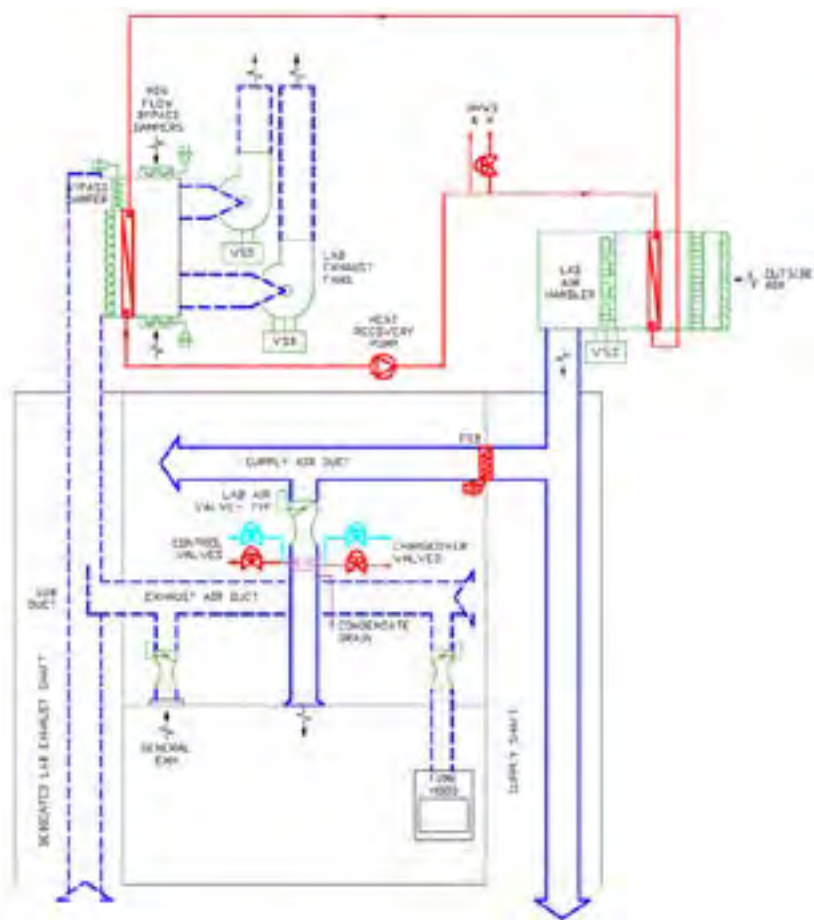 MIN
FLOW
BYPASS
DAMPERS
BYPASS
DAMPER
VSD
VSD
LAB
EXHAUST
FANS
HEAT
RECOVERY
PUMP
LAB
AIR
HANDLER
OUTSIDE
AIR
SUPPLY AIR DUCT
LAB AIR
VALVE- TYP
CONTROL
VALVES
CHANGEOVER
VALVES
DUCT
EXHAUST AIR DUCT
CONDENSATE
DRAIN
GENERAL
EXH
FUME
HOOD
DEDICATED LAB EXHAUST SHAFT
SUPPLY SHAFT